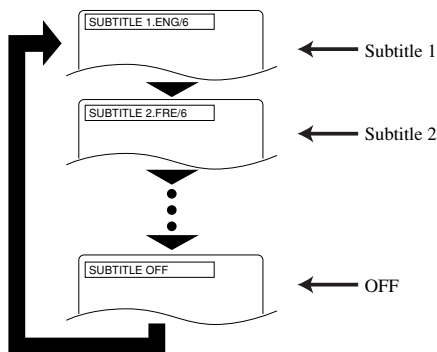 SUBTITLE 1.ENG/6
Subtitle 1
SUBTITLE 2.FRE/6
Subtitle 2
SUBTITLE OFF
OFF